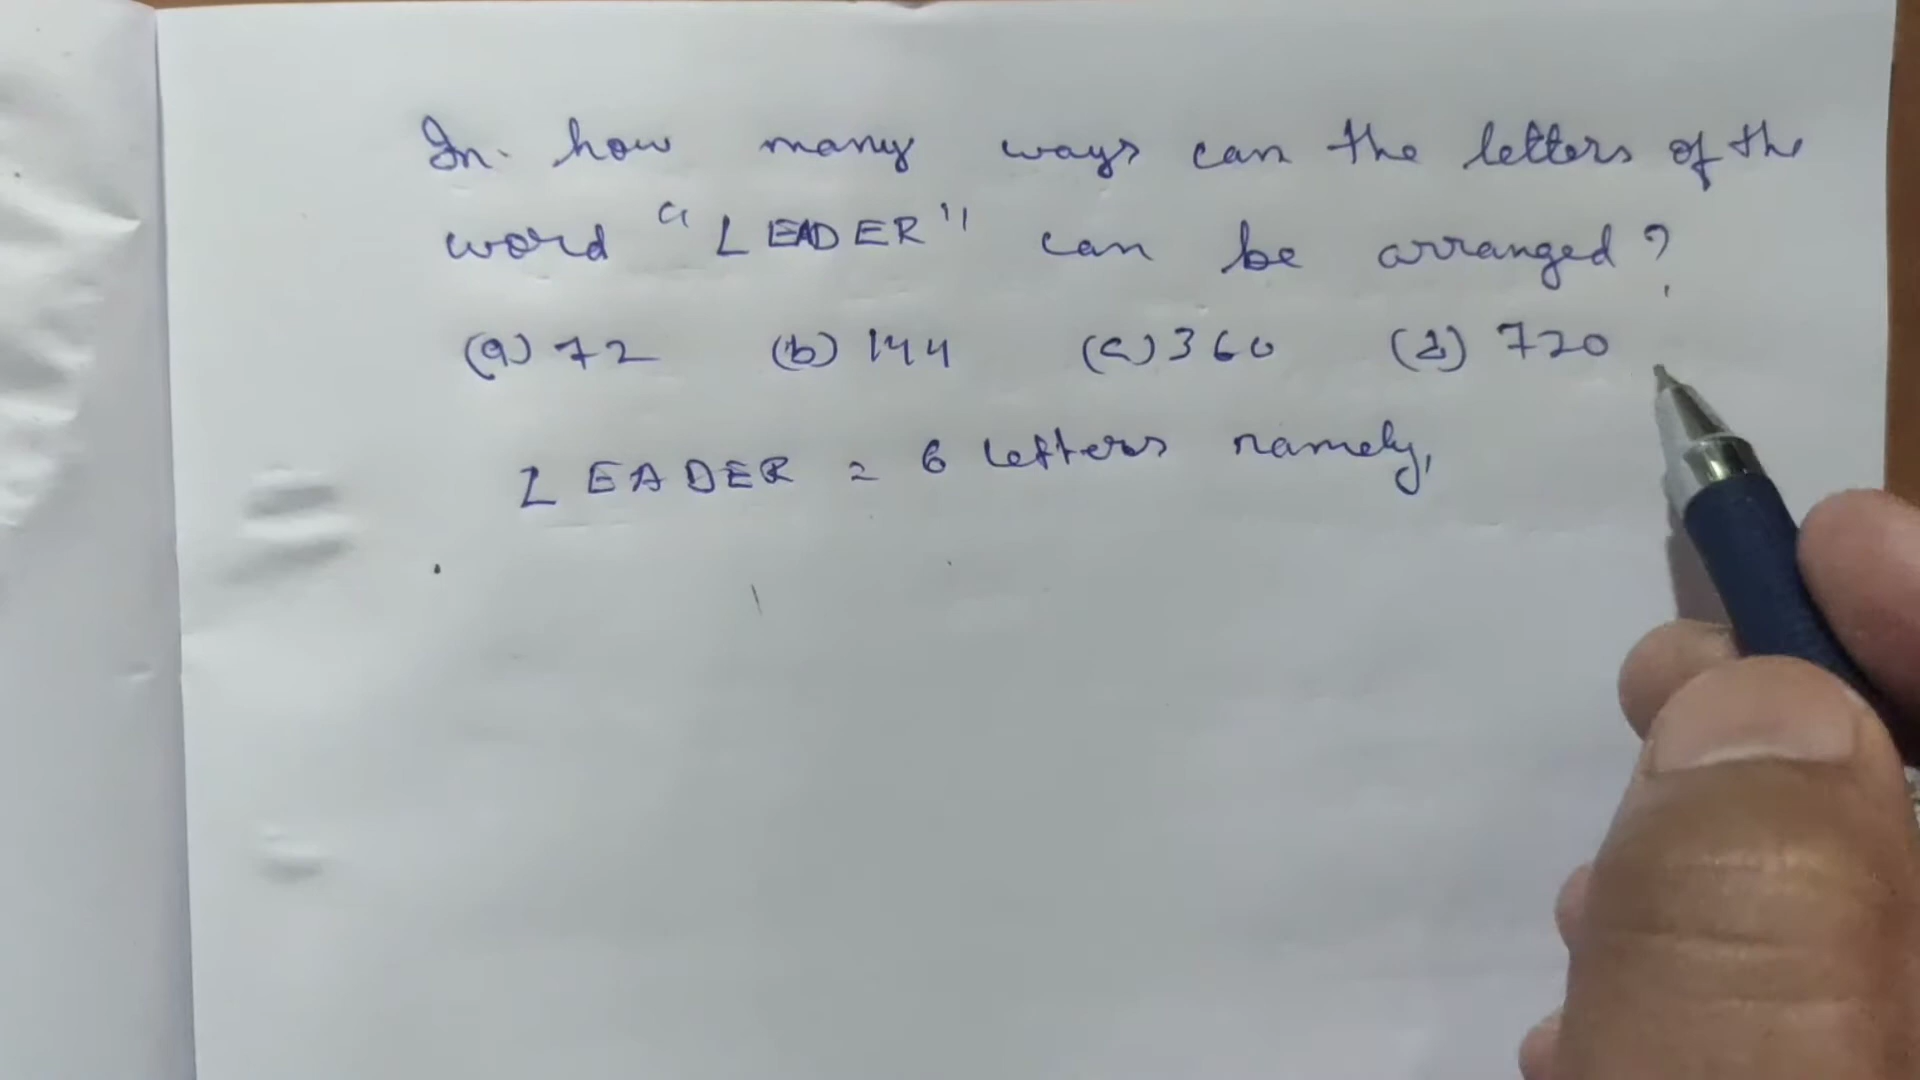 In how many ways can the letters of the
word "LEADER" can be arranged?
(a) 72 (b) 144 (c) 360 (d) 720
LEADER = 6 letters namely,